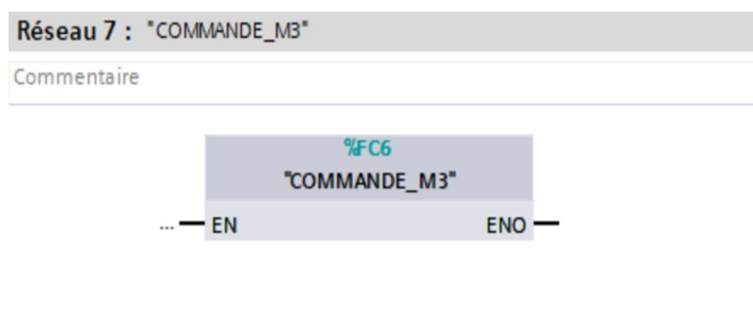 Réseau 7 : "COMMANDE_M3"
Commentaire
%FC6
"COMMANDE_M3"
... EN ENO